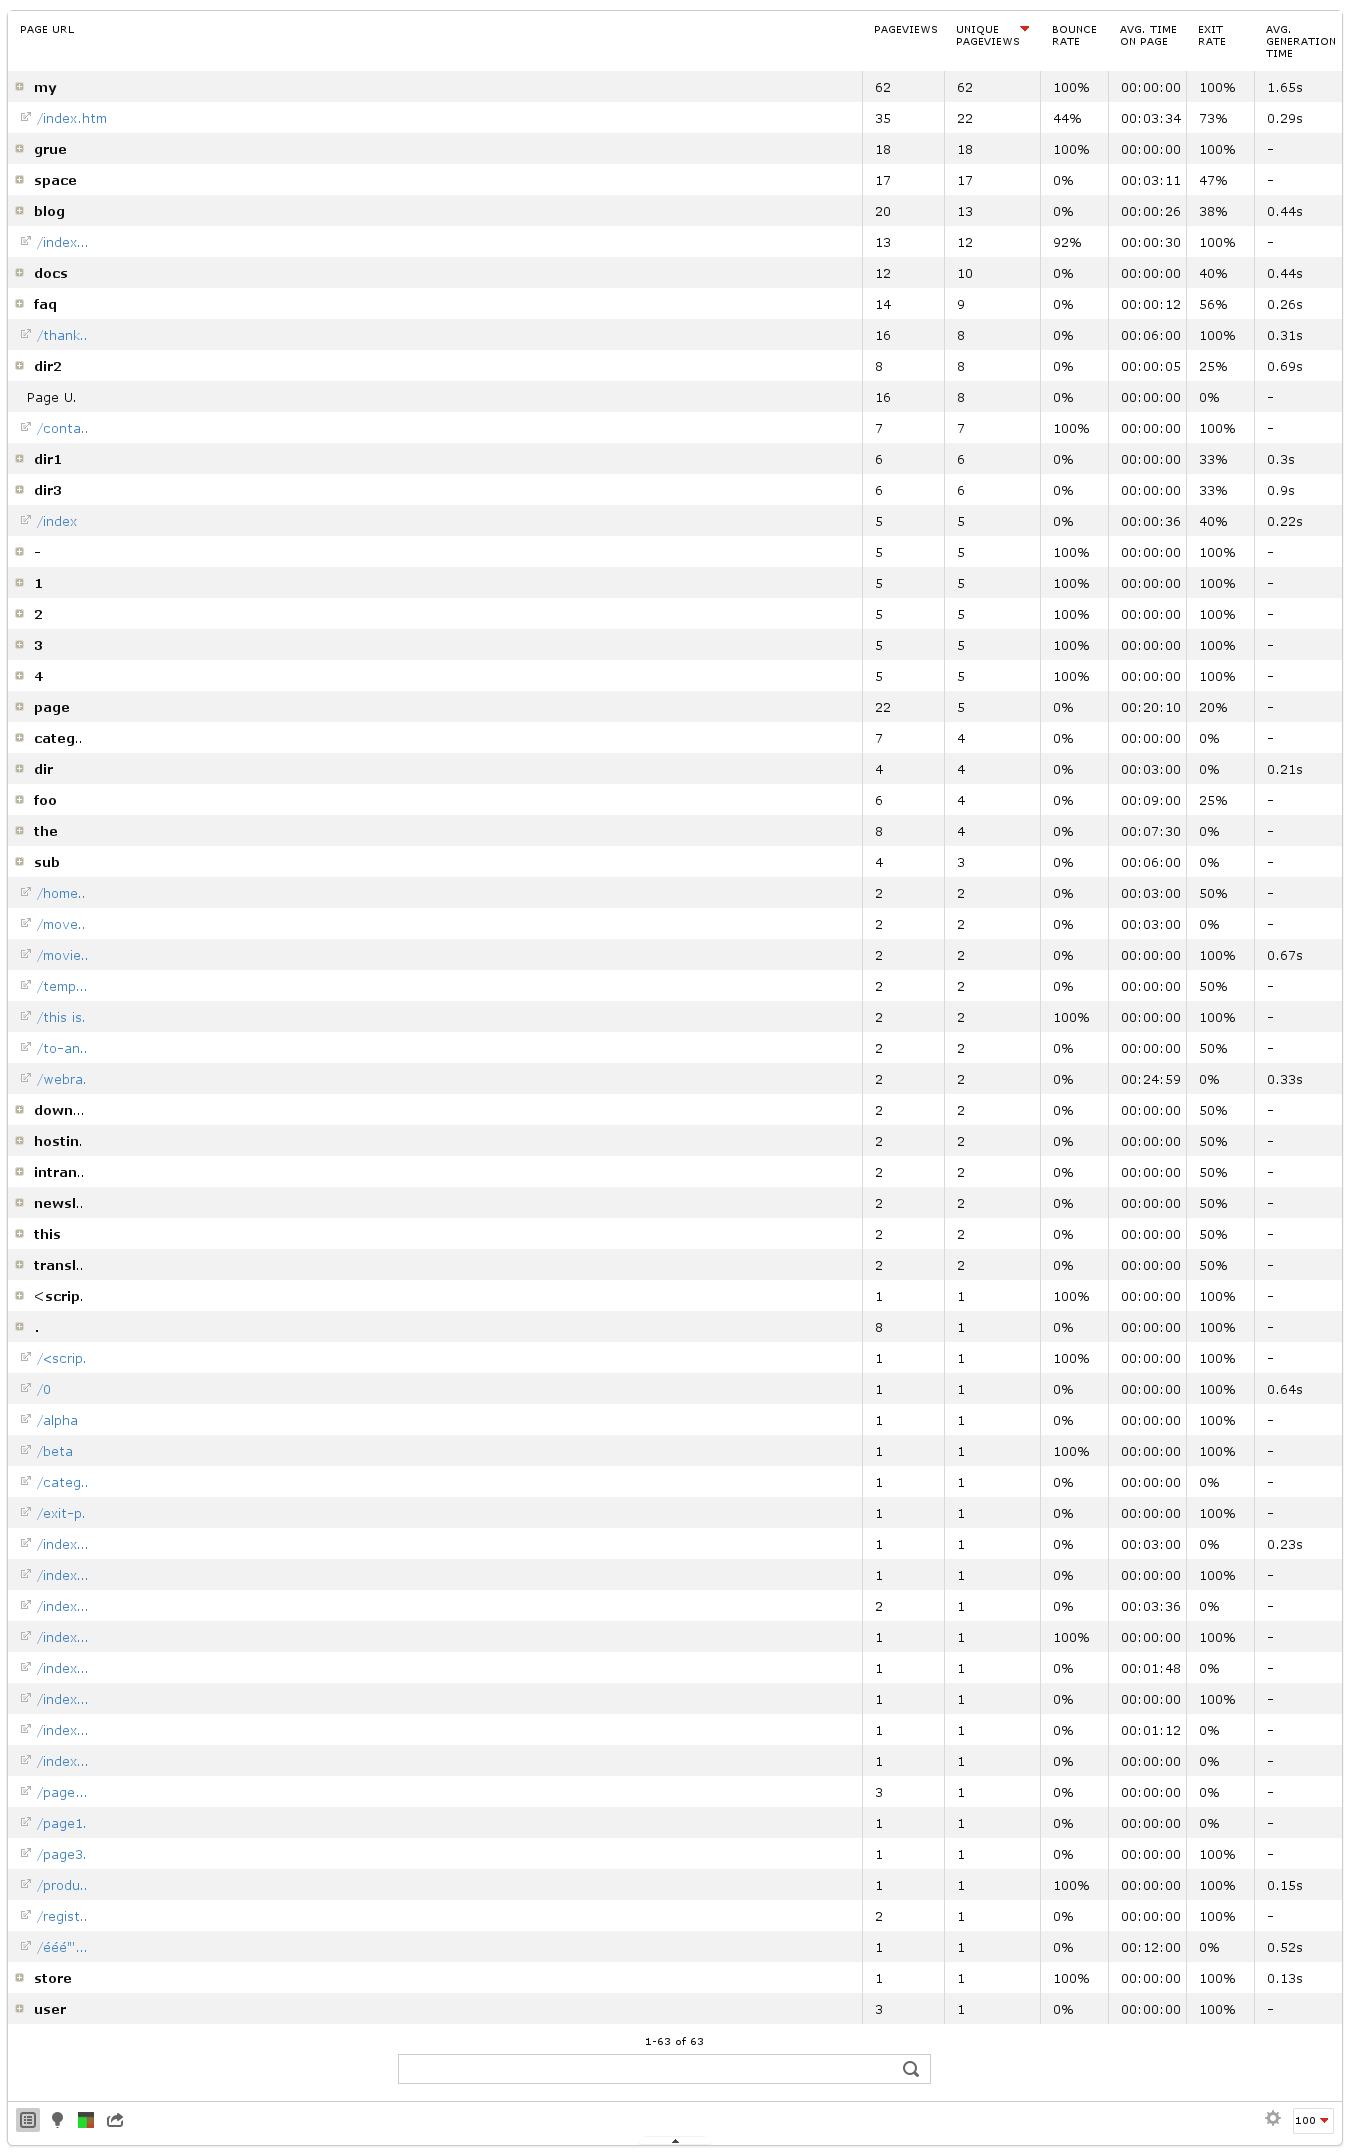 PAGE URL PAGEVIEWS UNIQUE PAGEVIEWS BOUNCE RATE AVG. TIME ON PAGE EXIT RATE AVG. GENERATION TIME
my 62 62 100% 00:00:00 100% 1.65s
/index.htm 35 22 44% 00:03:34 73% 0.29s
grue 18 18 100% 00:00:00 100% -
space 17 17 0% 00:03:11 47% -
blog 20 13 0% 00:00:26 38% 0.44s
/index... 13 12 92% 00:00:30 100% -
docs 12 10 0% 00:00:00 40% 0.44s
faq 14 9 0% 00:00:12 56% 0.26s
/thank.. 16 8 0% 00:06:00 100% 0.31s
dir2 8 8 0% 00:00:05 25% 0.69s
Page U. 16 8 0% 00:00:00 0% -
/conta.. 7 7 100% 00:00:00 100% -
dir1 6 6 0% 00:00:00 33% 0.3s
dir3 6 6 0% 00:00:00 33% 0.9s
/index 5 5 0% 00:00:36 40% 0.22s
- 5 5 100% 00:00:00 100% -
1 5 5 100% 00:00:00 100% -
2 5 5 100% 00:00:00 100% -
3 5 5 100% 00:00:00 100% -
4 5 5 100% 00:00:00 100% -
page 22 5 0% 00:20:10 20% -
categ.. 7 4 0% 00:00:00 0% -
dir 4 4 0% 00:03:00 0% 0.21s
foo 6 4 0% 00:09:00 25% -
the 8 4 0% 00:07:30 0% -
sub 4 3 0% 00:06:00 0% -
/home.. 2 2 0% 00:03:00 50% -
/move.. 2 2 0% 00:03:00 0% -
/movie.. 2 2 0% 00:00:00 100% 0.67s
/temp... 2 2 0% 00:00:00 50% -
/this is. 2 2 100% 00:00:00 100% -
/to-an.. 2 2 0% 00:00:00 50% -
/webra. 2 2 0% 00:24:59 0% 0.33s
down... 2 2 0% 00:00:00 50% -
hostin. 2 2 0% 00:00:00 50% -
intran.. 2 2 0% 00:00:00 50% -
newsl.. 2 2 0% 00:00:00 50% -
this 2 2 0% 00:00:00 50% -
transl.. 2 2 0% 00:00:00 50% -
<scrip. 1 1 100% 00:00:00 100% -
. 8 1 0% 00:00:00 100% -
/<scrip. 1 1 100% 00:00:00 100% -
/0 1 1 0% 00:00:00 100% 0.64s
/alpha 1 1 0% 00:00:00 100% -
/beta 1 1 100% 00:00:00 100% -
/categ.. 1 1 0% 00:00:00 0% -
/exit-p. 1 1 0% 00:00:00 100% -
/index... 1 1 0% 00:03:00 0% 0.23s
/index... 1 1 0% 00:00:00 100% -
/index... 2 1 0% 00:03:36 0% -
/index... 1 1 100% 00:00:00 100% -
/index... 1 1 0% 00:01:48 0% -
/index... 1 1 0% 00:00:00 100% -
/index... 1 1 0% 00:01:12 0% -
/index... 1 1 0% 00:00:00 0% -
/page... 3 1 0% 00:00:00 0% -
/page1. 1 1 0% 00:00:00 0% -
/page3. 1 1 0% 00:00:00 100% -
/produ.. 1 1 100% 00:00:00 100% 0.15s
/regist.. 2 1 0% 00:00:00 100% -
/ééé"'... 1 1 0% 00:12:00 0% 0.52s
store 1 1 100% 00:00:00 100% 0.13s
user 3 1 0% 00:00:00 100% -
1-63 of 63
100